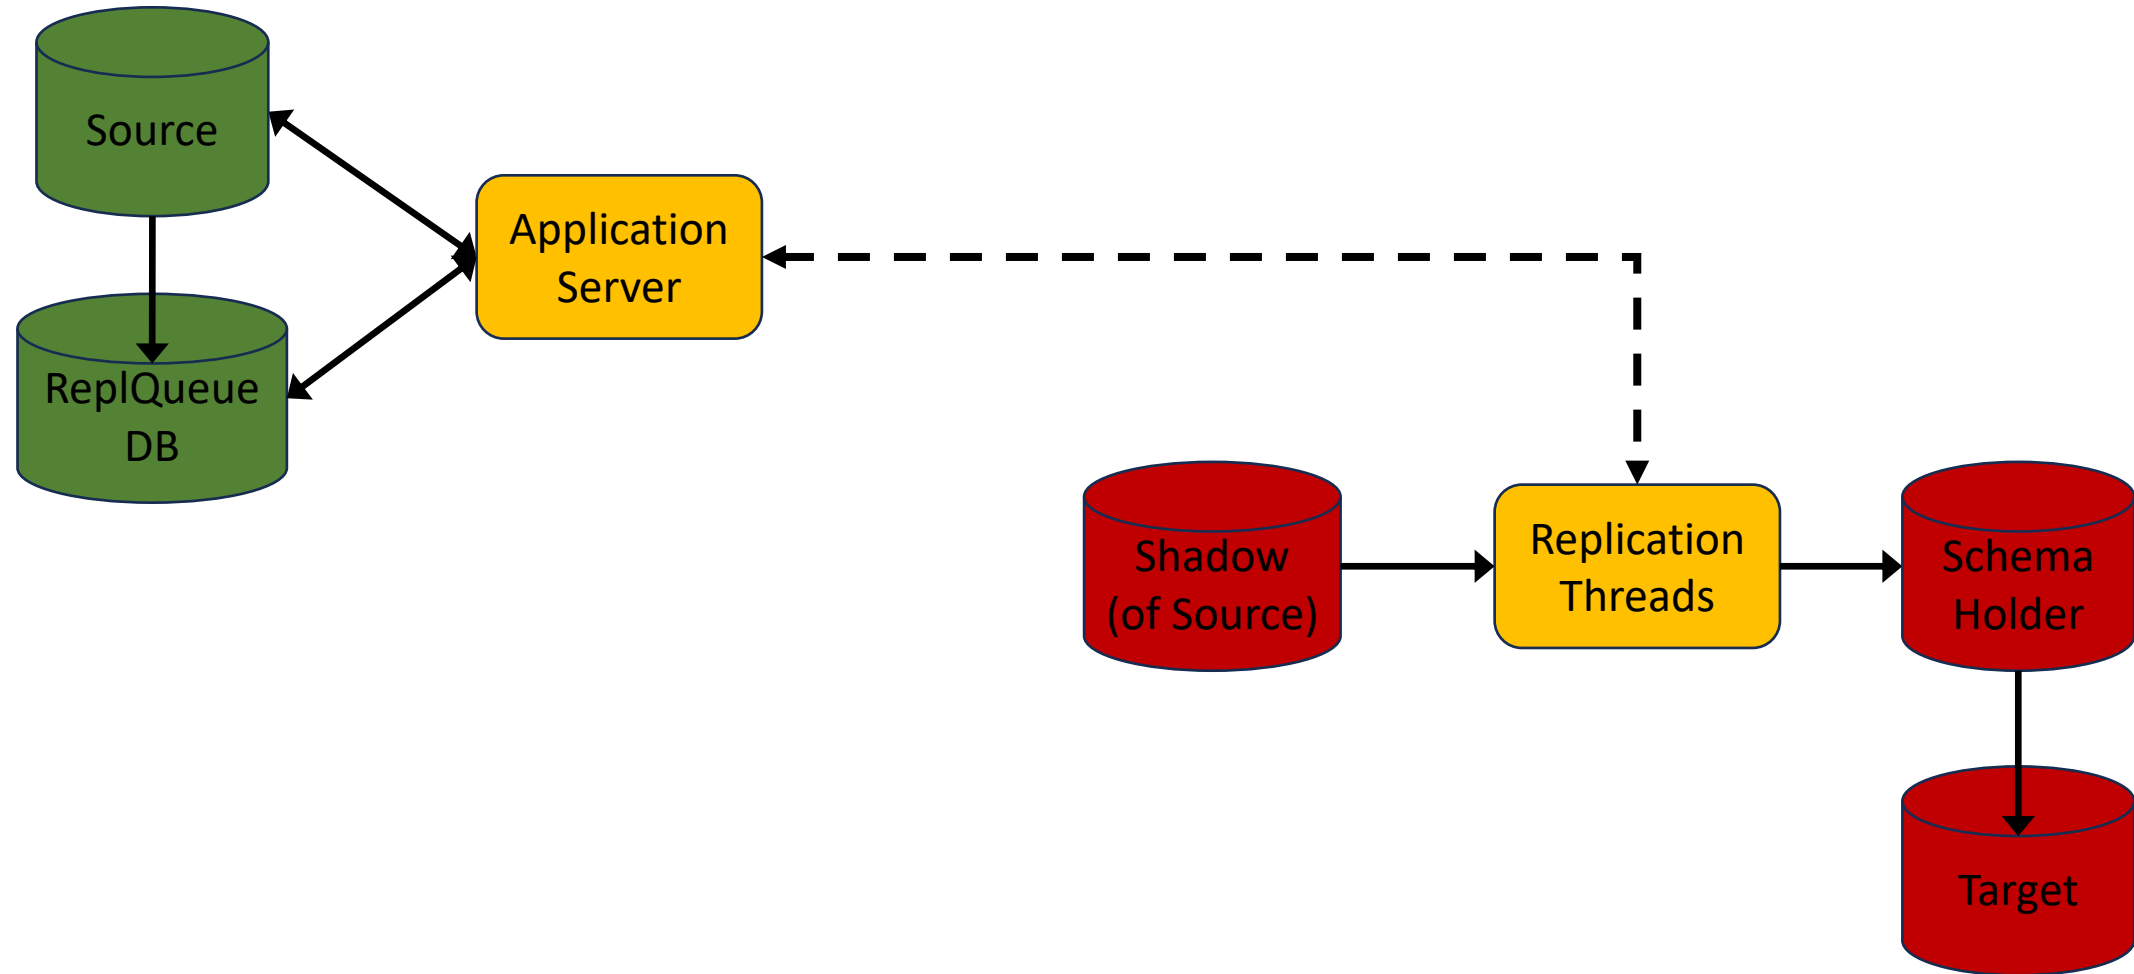 Source
Application
Server
ReplQueue
DB
Shadow
(of Source)
Replication
Threads
Schema
Holder
Target